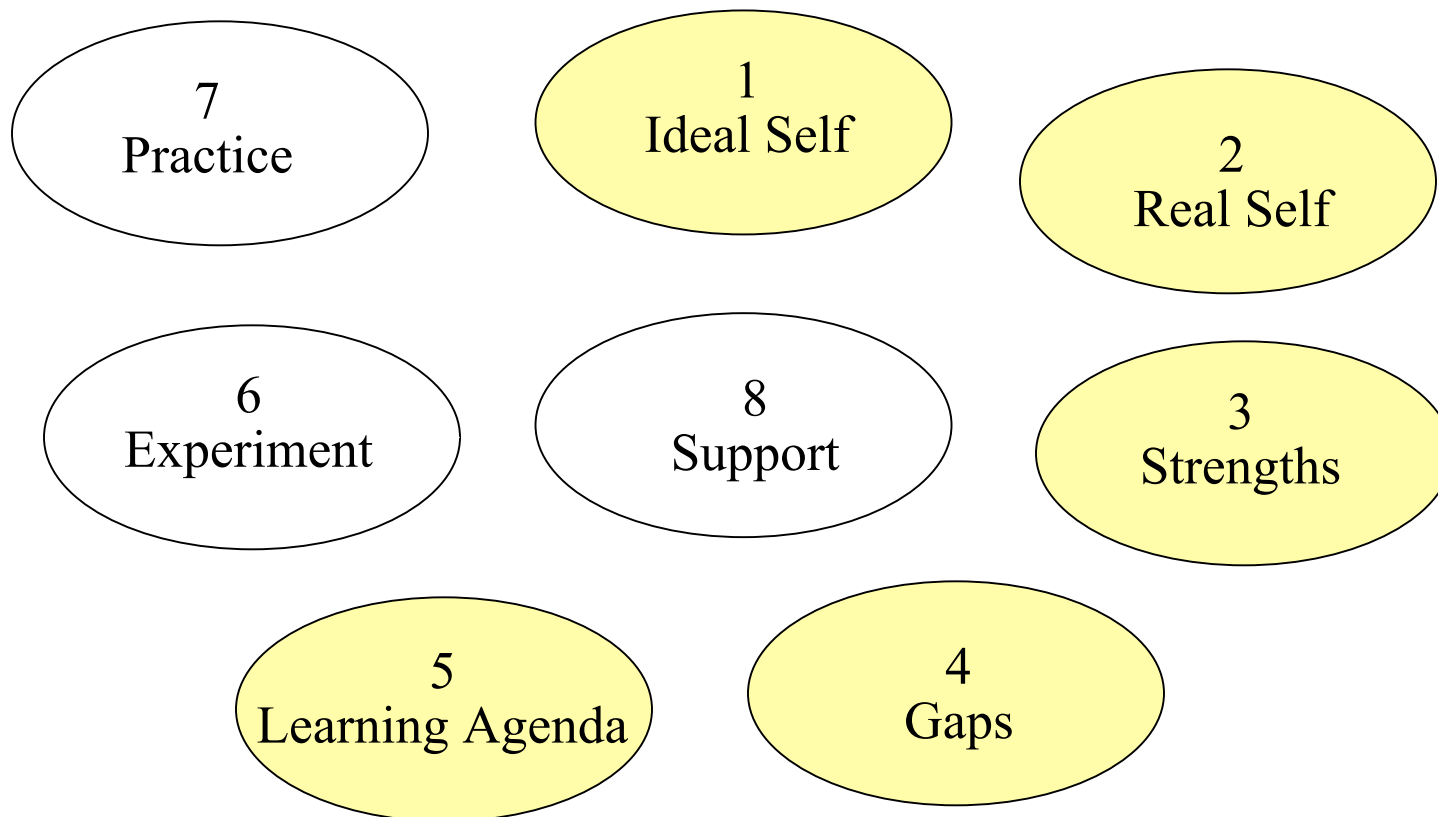 7
Practice
1
Ideal Self
2
Real Self
6
Experiment
8
Support
3
Strengths
5
Learning Agenda
4
Gaps